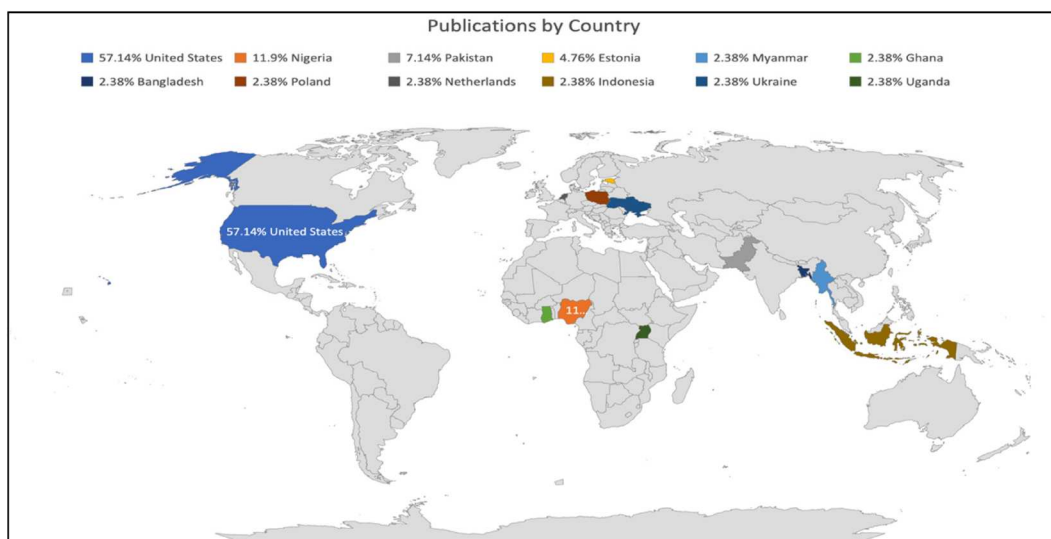 Publications by Country
57.14% United States 11.9% Nigeria 7.14% Pakistan 4.76% Estonia 2.38% Myanmar 2.38% Ghana
2.38% Bangladesh 2.38% Poland 2.38% Netherlands 2.38% Indonesia 2.38% Ukraine 2.38% Uganda
57.14% United States
11...